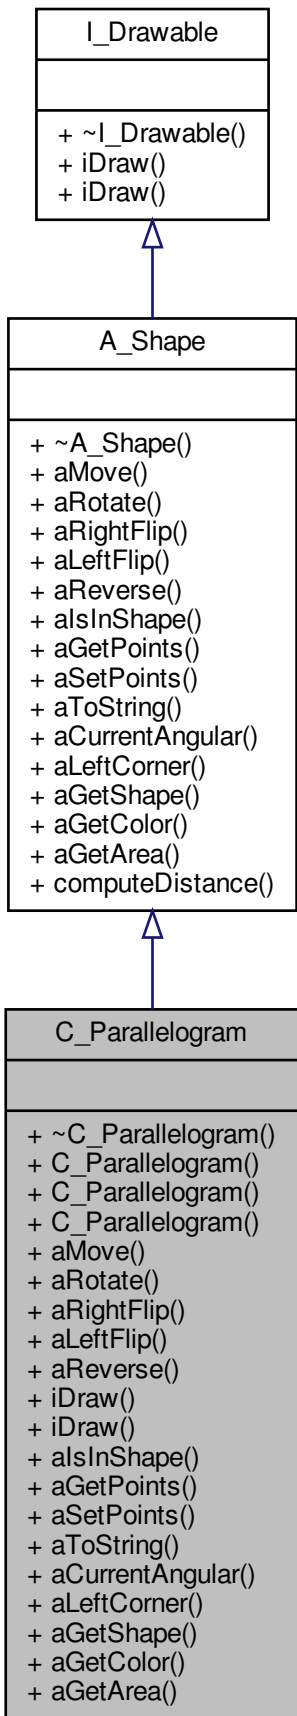 I_Drawable
+ ~I_Drawable()
+ iDraw()
+ iDraw()
A_Shape
+ ~A_Shape()
+ aMove()
+ aRotate()
+ aRightFlip()
+ aLeftFlip()
+ aReverse()
+ aIsInShape()
+ aGetPoints()
+ aSetPoints()
+ aToString()
+ aCurrentAngular()
+ aLeftCorner()
+ aGetShape()
+ aGetColor()
+ aGetArea()
+ computeDistance()
C_Parallelogram
+ ~C_Parallelogram()
+ C_Parallelogram()
+ C_Parallelogram()
+ C_Parallelogram()
+ aMove()
+ aRotate()
+ aRightFlip()
+ aLeftFlip()
+ aReverse()
+ iDraw()
+ iDraw()
+ aIsInShape()
+ aGetPoints()
+ aSetPoints()
+ aToString()
+ aCurrentAngular()
+ aLeftCorner()
+ aGetShape()
+ aGetColor()
+ aGetArea()